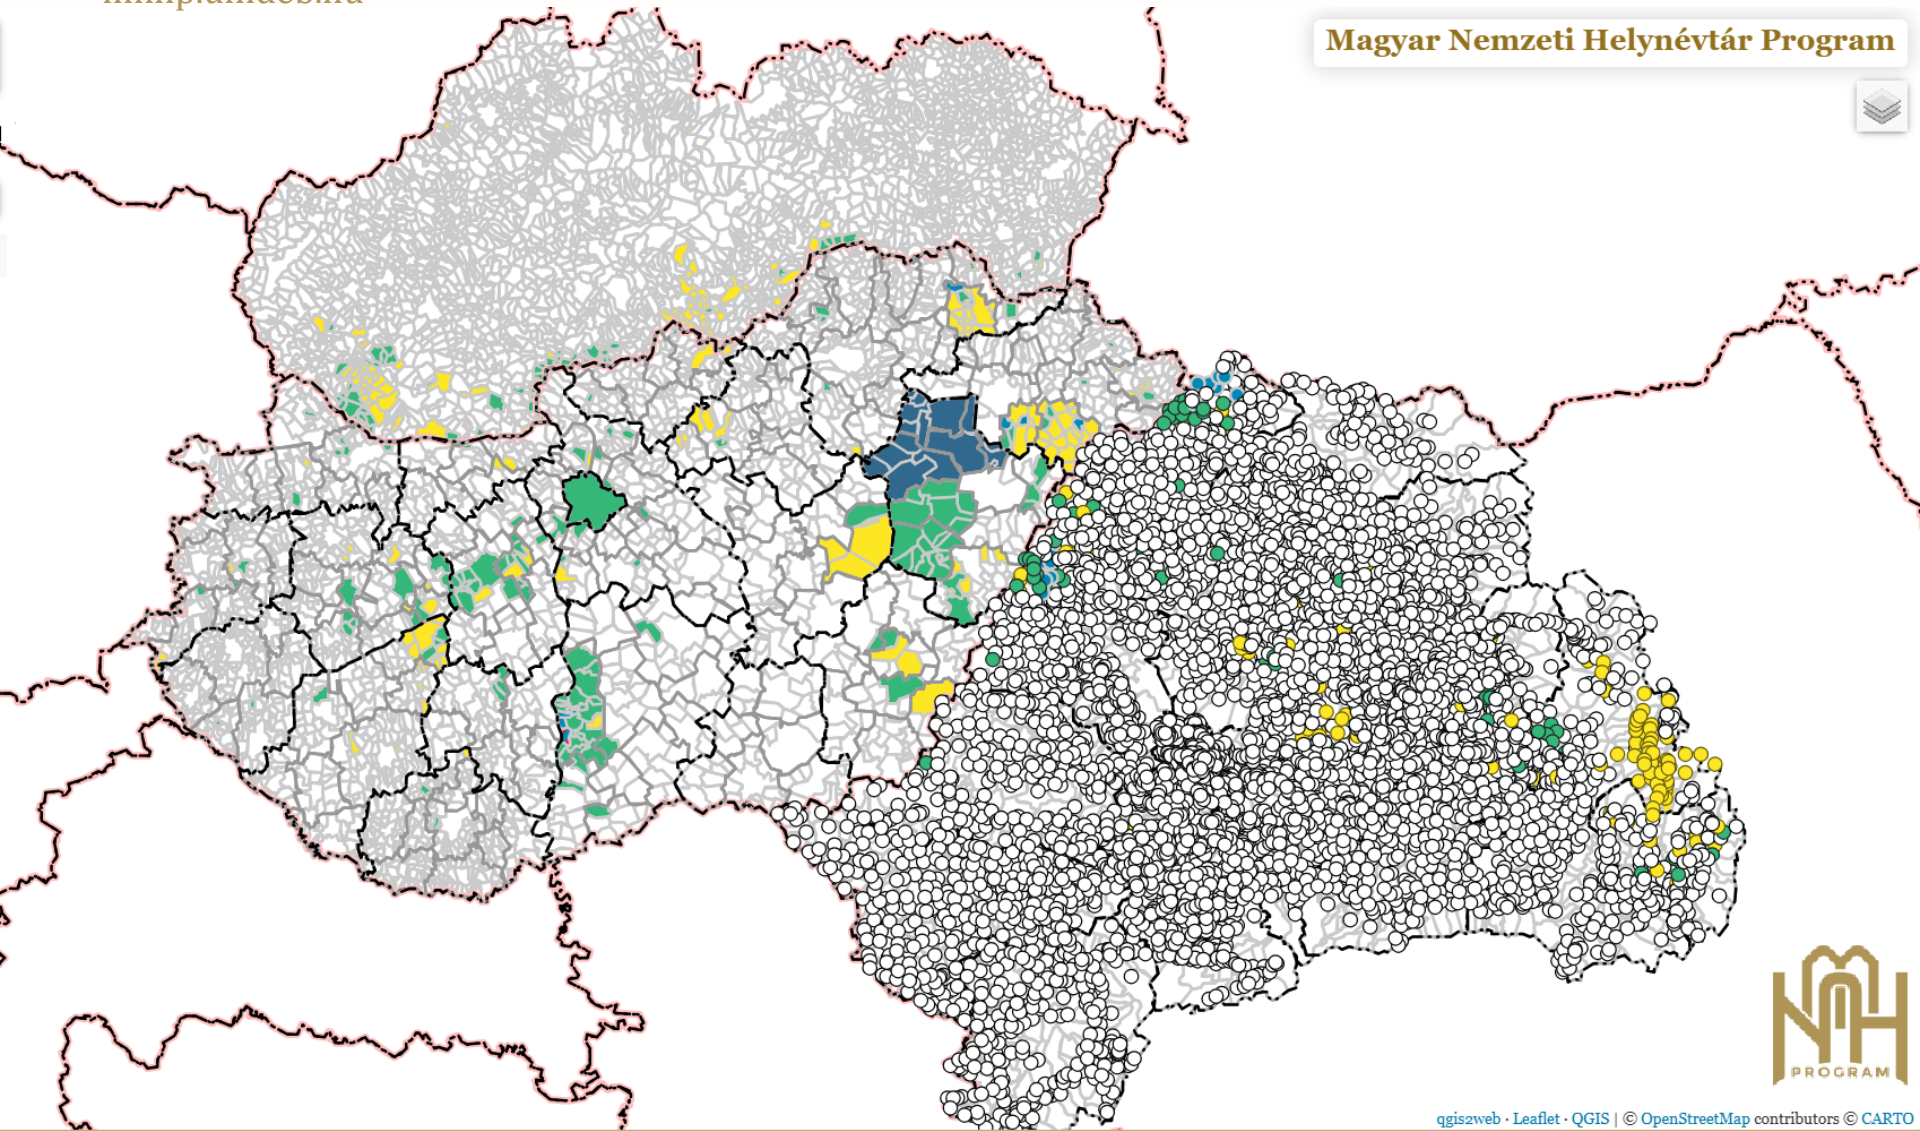 Magyar Nemzeti Helynévtár Program
PROGRAM
qgis2web · Leaflet · QGIS | © OpenStreetMap contributors © CARTO